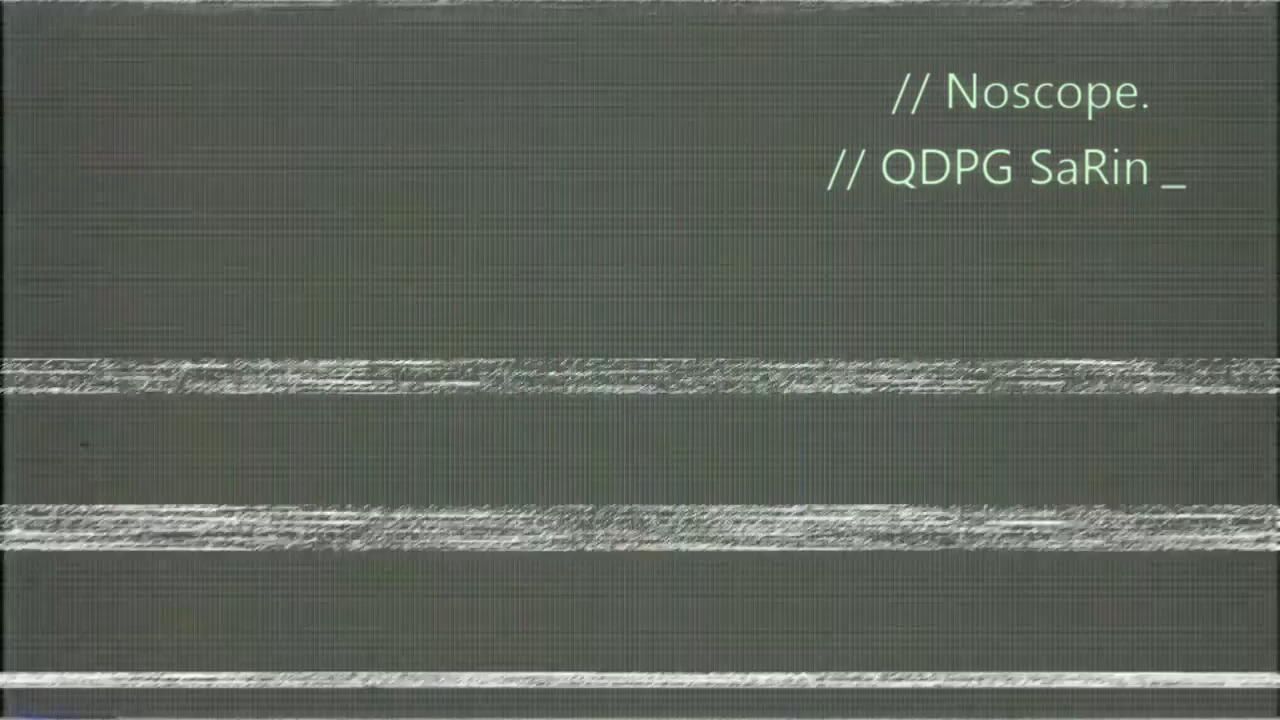 // Noscope.
// QDPG SaRin _